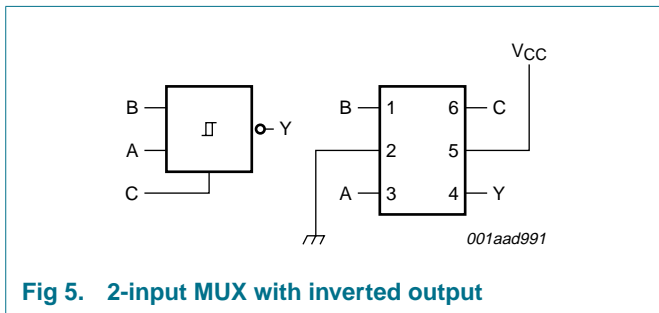 VCC
B
A
C
Y
B 1 6 C
2 5
A 3 4 Y
001aad991
Fig 5. 2-input MUX with inverted output